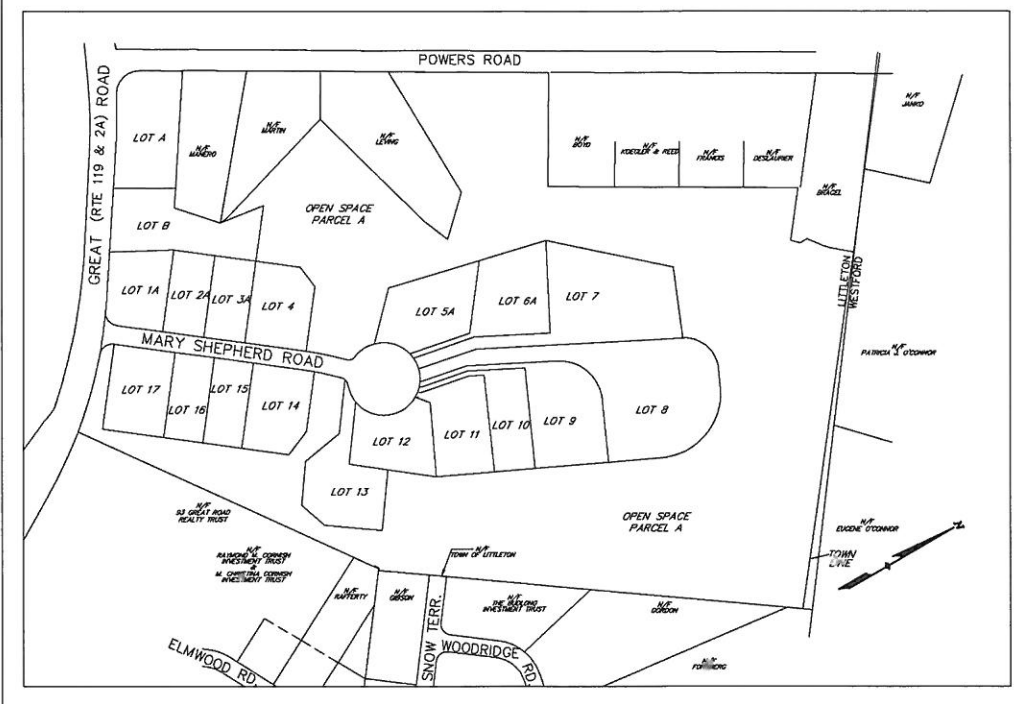 POWERS ROAD
GREAT (RTE 119 & 2A) ROAD
LOT A
N/F
MANERO
N/F
MARTIN
N/F
LEVING
N/F
BOYD
N/F
KOEGLER & REED
N/F
FRANCIS
N/F
DESLAURIER
N/F
BRAGEL
N/F
JANKO
OPEN SPACE
PARCEL A
LOT B
LOT 1A
LOT 2A
LOT 3A
LOT 4
LOT 5A
LOT 6A
LOT 7
LITTLETON
WESTFORD
MARY SHEPHERD ROAD
N/F
PATRICIA J. O'CONNOR
LOT 17
LOT 16
LOT 15
LOT 14
LOT 12
LOT 11
LOT 10
LOT 9
LOT 8
LOT 13
N/F
93 GREAT ROAD
REALTY TRUST
OPEN SPACE
PARCEL A
N/F
EUGENE O'CONNOR
N
TOWN
LINE
N/F
RAYMOND M. CORNISH
INVESTMENT TRUST
&
M. CHRISTINA CORNISH
INVESTMENT TRUST
N/F
TOWN OF LITTLETON
N/F
RAFFERTY
N/F
GIBSON
N/F
THE BUDLONG
INVESTMENT TRUST
N/F
GORDON
N/F
ELMWOOD RD.
SNOW TERR.
WOODRIDGE RD.